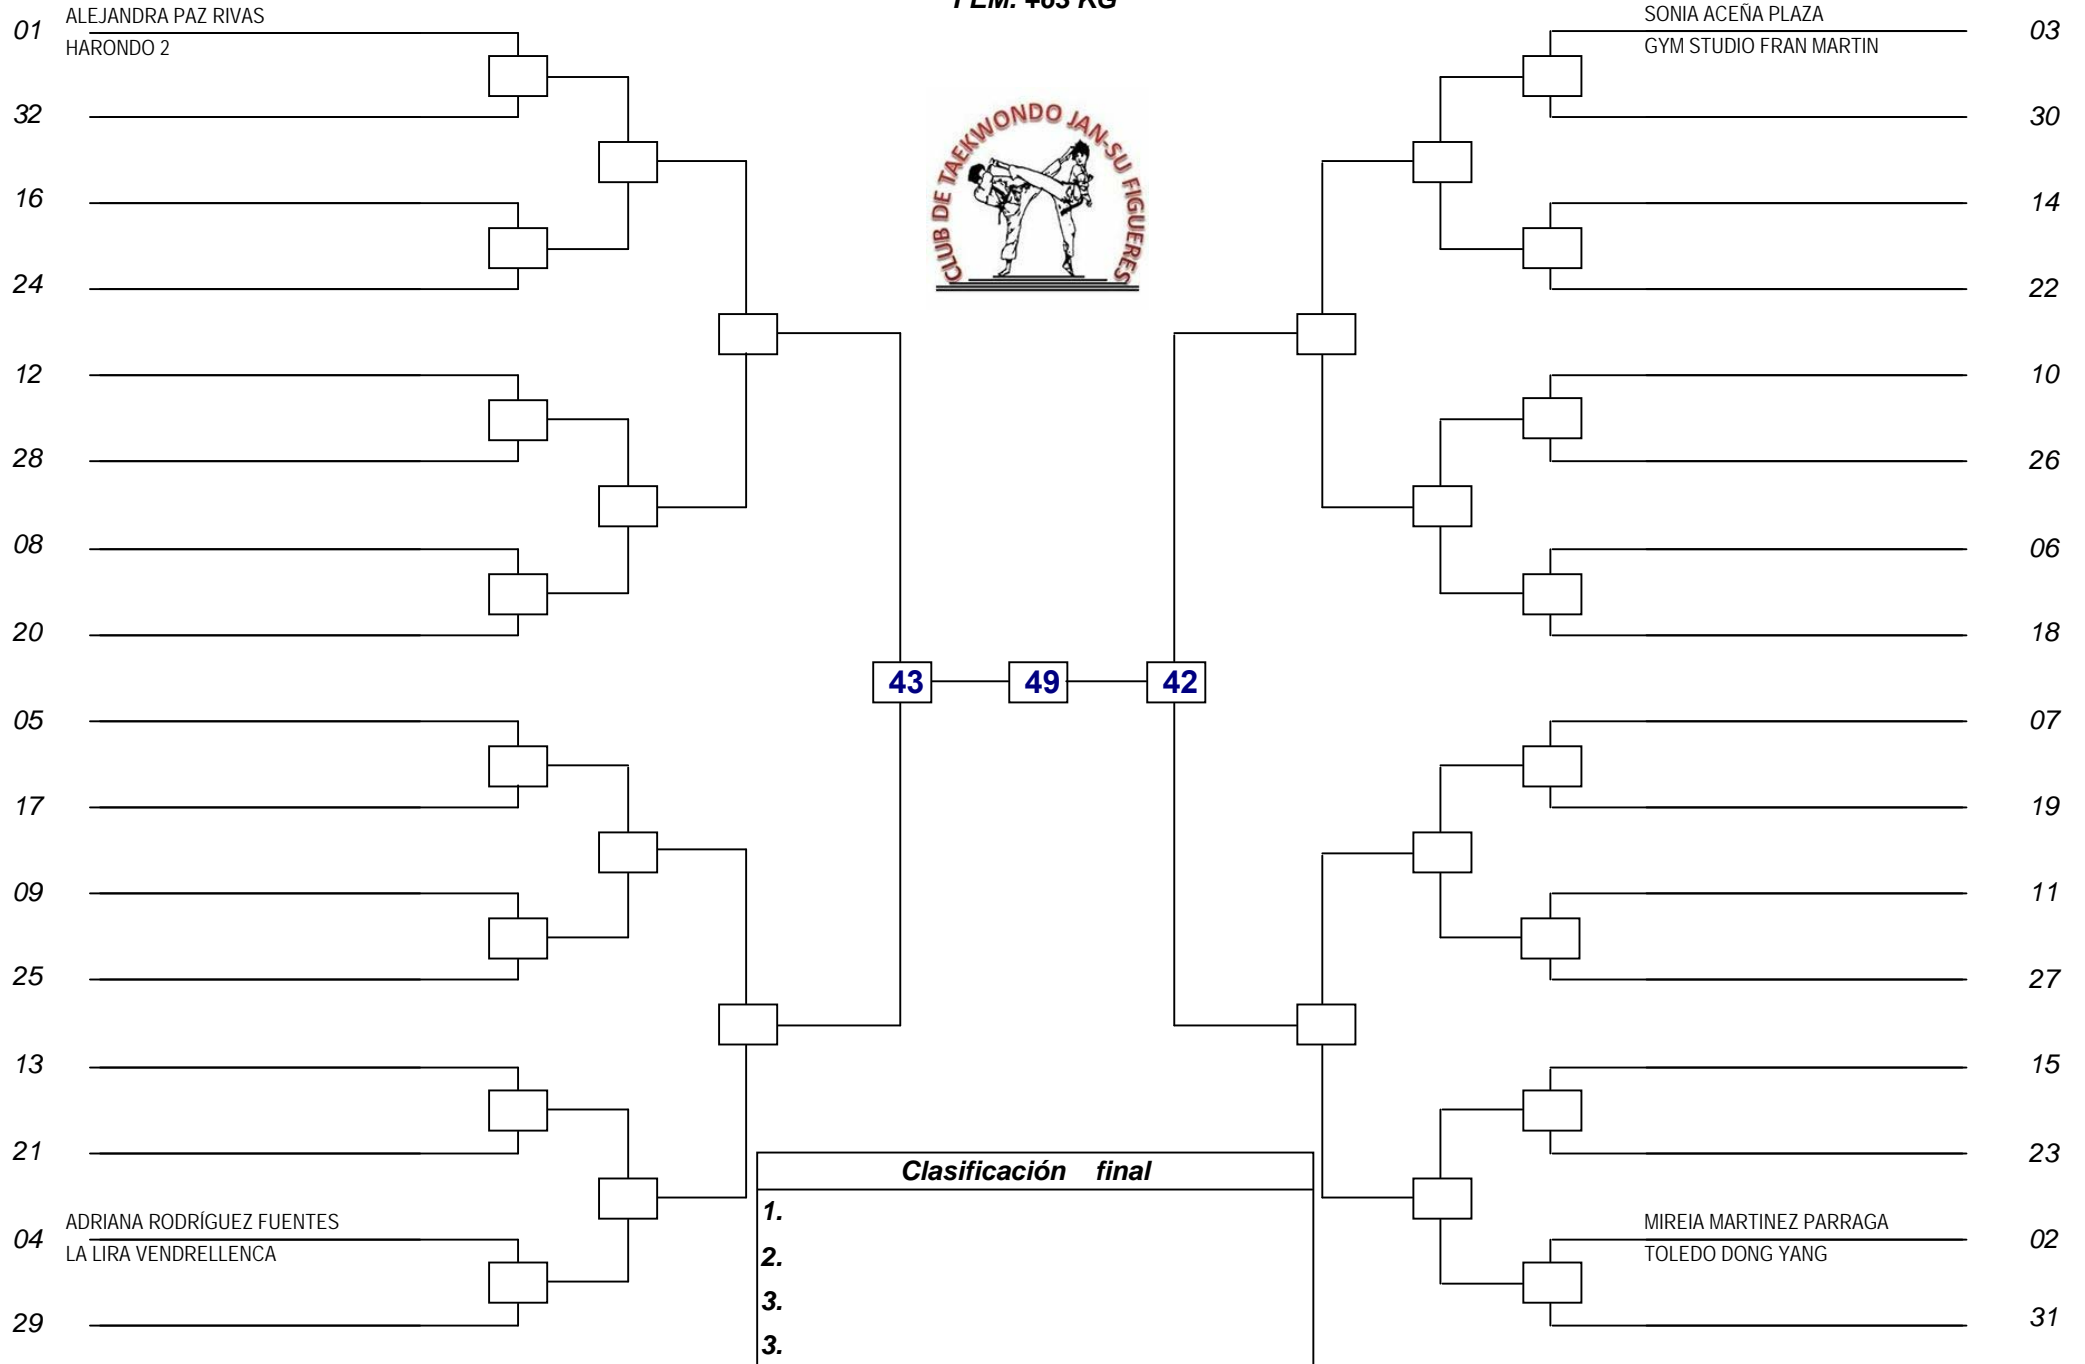 FEM. +63 KG
01 ALEJANDRA PAZ RIVAS
HARONDO 2
32
16
24
12
28
08
20
05
17
09
25
13
21
04 ADRIANA RODRÍGUEZ FUENTES
LA LIRA VENDRELLENCA
29
CLUB DE TAEKWONDO JAN-SU FIGUERES
43 49 42
Clasificación final
1.
2.
3.
3.
SONIA ACEÑA PLAZA 03
GYM STUDIO FRAN MARTIN
30
14
22
10
26
06
18
07
19
11
27
15
23
MIREIA MARTINEZ PARRAGA 02
TOLEDO DONG YANG
31